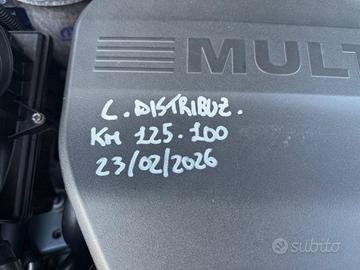 MULT
C. DISTRIBUZ.
KM 125.100
23/02/2026
subito